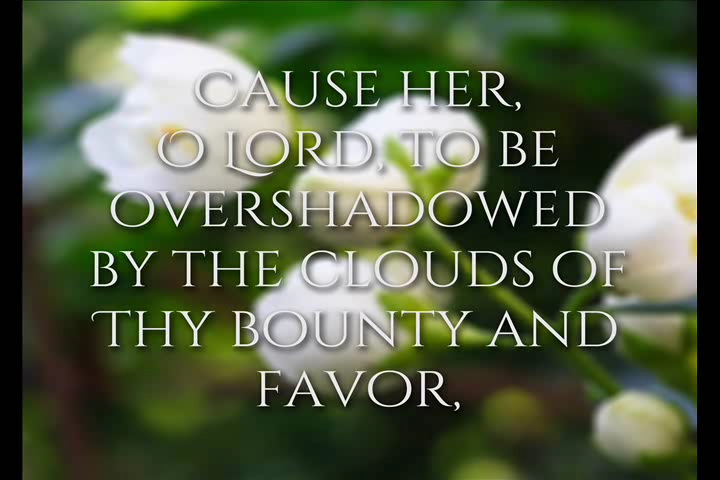 Cause her,
O Lord, to be
overshadowed
by the clouds of
Thy bounty and
favor,